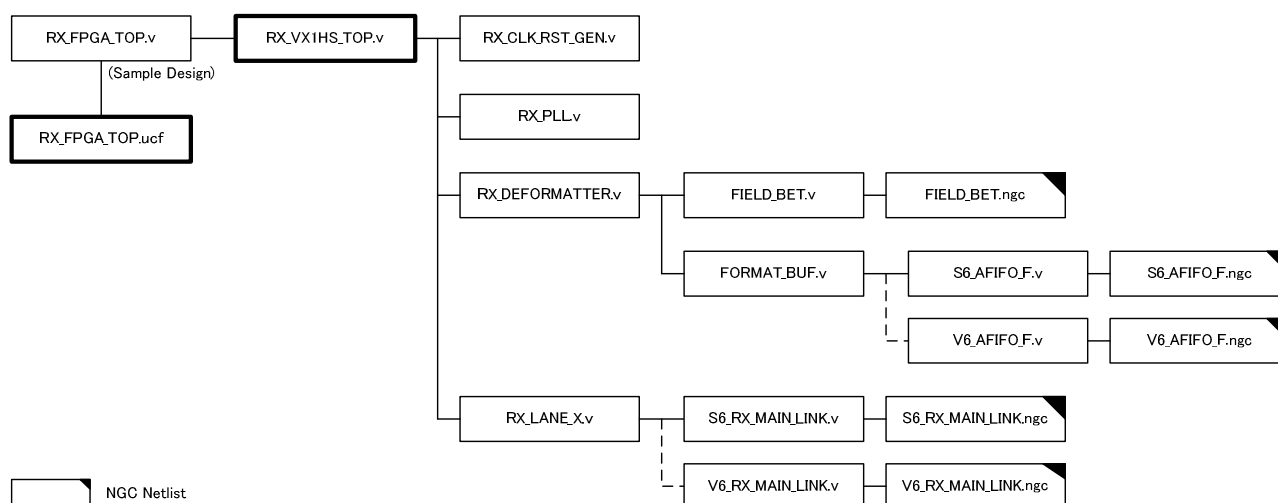 RX_FPGA_TOP.v
RX_VX1HS_TOP.v
RX_CLK_RST_GEN.v
(Sample Design)
RX_FPGA_TOP.ucf
RX_PLL.v
RX_DEFORMATTER.v
FIELD_BET.v
FIELD_BET.ngc
FORMAT_BUF.v
S6_AFIFO_F.v
S6_AFIFO_F.ngc
V6_AFIFO_F.v
V6_AFIFO_F.ngc
RX_LANE_X.v
S6_RX_MAIN_LINK.v
S6_RX_MAIN_LINK.ngc
V6_RX_MAIN_LINK.v
V6_RX_MAIN_LINK.ngc
NGC Netlist